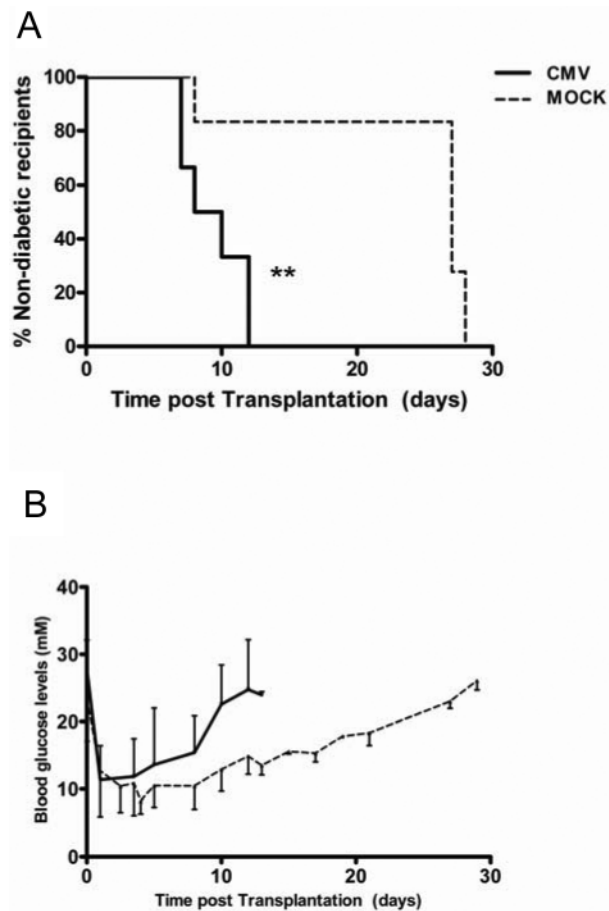 A
% Non-diabetic recipients
100
80
60
40
20
0
0 10 20 30
Time post Transplantation (days)
CMV
MOCK
**
B
Blood glucose levels (mM)
40
30
20
10
0
0 10 20 30
Time post Transplantation (days)